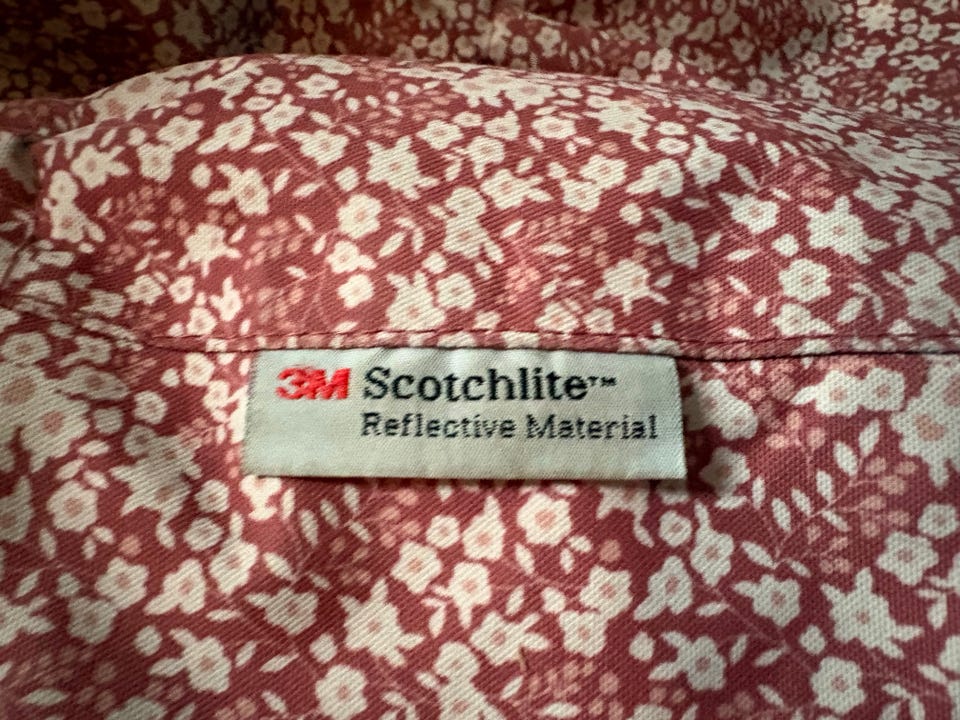 3M Scotchlite™
Reflective Material